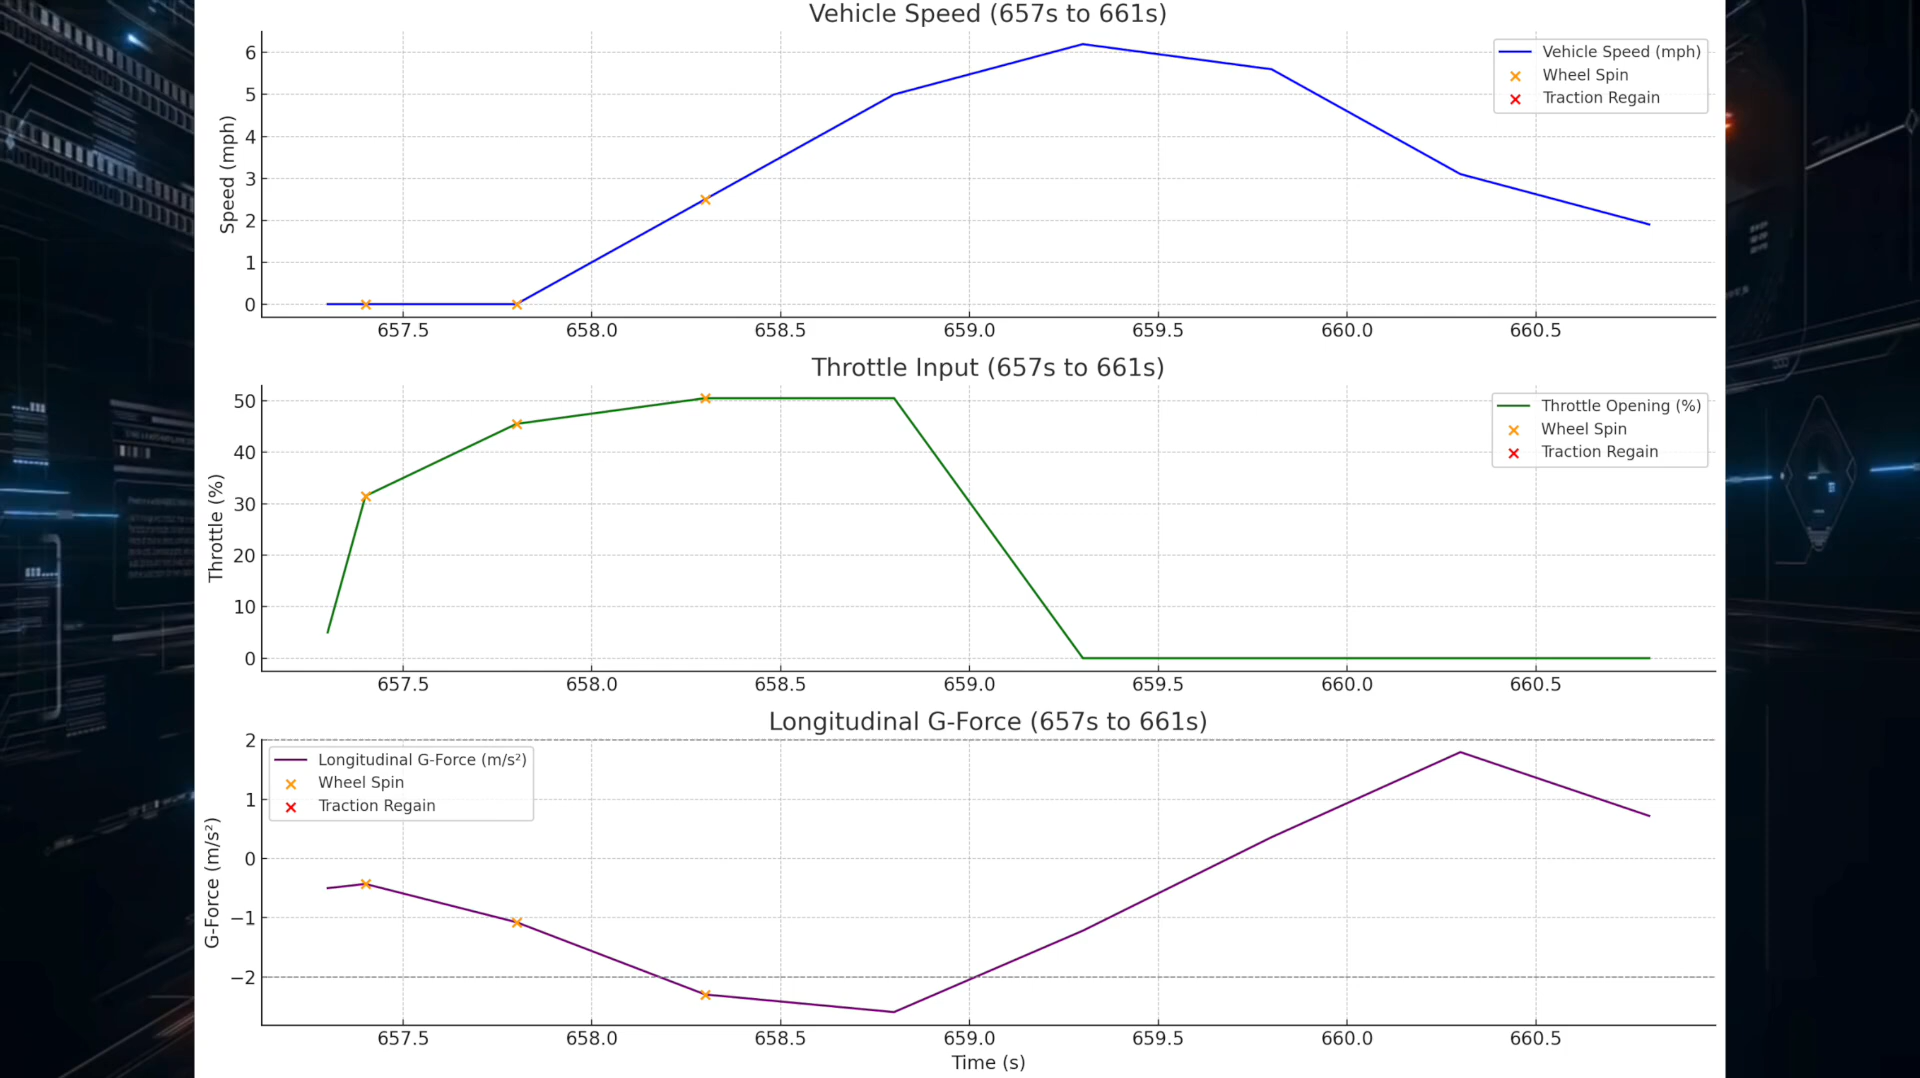 Vehicle Speed (657s to 661s)
Speed (mph)
6
5
4
3
2
1
0
Vehicle Speed (mph)
Wheel Spin
Traction Regain
657.5 658.0 658.5 659.0 659.5 660.0 660.5
Throttle Input (657s to 661s)
Throttle (%)
50
40
30
20
10
0
Throttle Opening (%)
Wheel Spin
Traction Regain
657.5 658.0 658.5 659.0 659.5 660.0 660.5
Longitudinal G-Force (657s to 661s)
G-Force (m/s²)
2
1
0
−1
−2
Longitudinal G-Force (m/s²)
Wheel Spin
Traction Regain
657.5 658.0 658.5 659.0 659.5 660.0 660.5
Time (s)